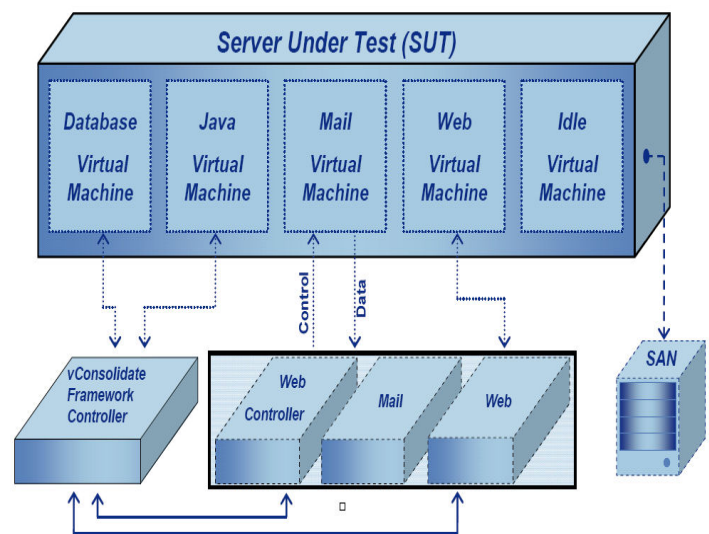 Server Under Test (SUT)
Database
Virtual
Machine
Java
Virtual
Machine
Mail
Virtual
Machine
Web
Virtual
Machine
Idle
Virtual
Machine
Control
Data
vConsolidate
Framework
Controller
Web
Controller
Mail
Web
SAN